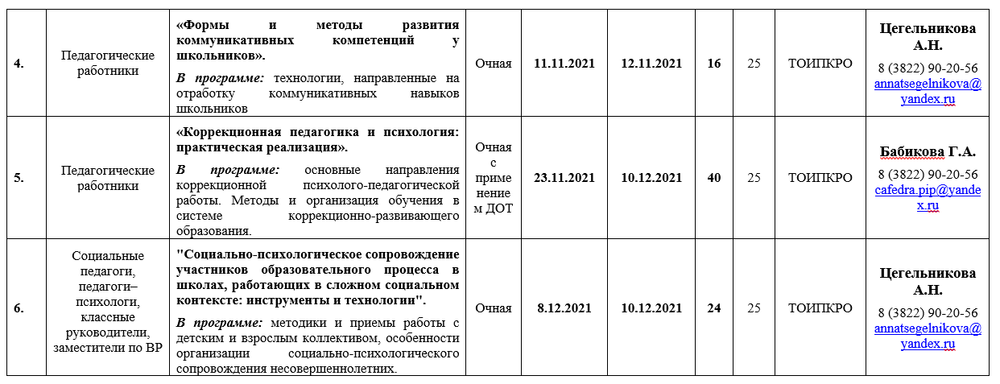 4.
Педагогические
работники
«Формы и методы развития
коммуникативных компетенций у
школьников».
В программе: технологии, направленные на
отработку коммуникативных навыков
школьников
Очная
11.11.2021
12.11.2021
16
25
ТОИПКРО
Цегельникова
А.Н.
8 (3822) 90-20-56
annatsegelnikova@
yandex.ru
5.
Педагогические
работники
«Коррекционная педагогика и психология:
практическая реализация».
В программе: основные направления
коррекционной психолого-педагогической
работы. Методы и организация обучения в
системе коррекционно-развивающего
образования.
Очная
с
приме
нение
м ДОТ
23.11.2021
10.12.2021
40
25
ТОИПКРО
Бабикова Г.А.
8 (3822) 90-20-56
cafedra.pip@yande
x.ru
6.
Социальные
педагоги,
педагоги–
психологи,
классные
руководители,
заместители по ВР
"Социально-психологическое сопровождение
участников образовательного процесса в
школах, работающих в сложном социальном
контексте: инструменты и технологии".
В программе: методики и приемы работы с
детским и взрослым коллективом, особенности
организации социально-психологического
сопровождения несовершеннолетних.
Очная
8.12.2021
10.12.2021
24
25
ТОИПКРО
Цегельникова
А.Н.
8 (3822) 90-20-56
annatsegelnikova@
yandex.ru